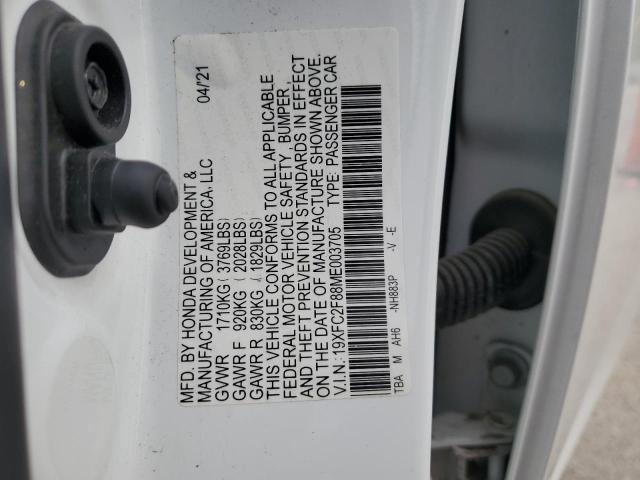 04/'21
MFD. BY HONDA DEVELOPMENT &
MANUFACTURING OF AMERICA, LLC
GVWR 1710KG ( 3769LBS)
GAWR F 920KG ( 2028LBS)
GAWR R 830KG ( 1829LBS)
THIS VEHICLE CONFORMS TO ALL APPLICABLE
FEDERAL MOTOR VEHICLE SAFETY , BUMPER,
AND THEFT PREVENTION STANDARDS IN EFFECT
ON THE DATE OF MANUFACTURE SHOWN ABOVE.
V.I.N.:19XFC2F88ME003705 TYPE: PASSENGER CAR
TBA M AH6 -NH883P -V -E